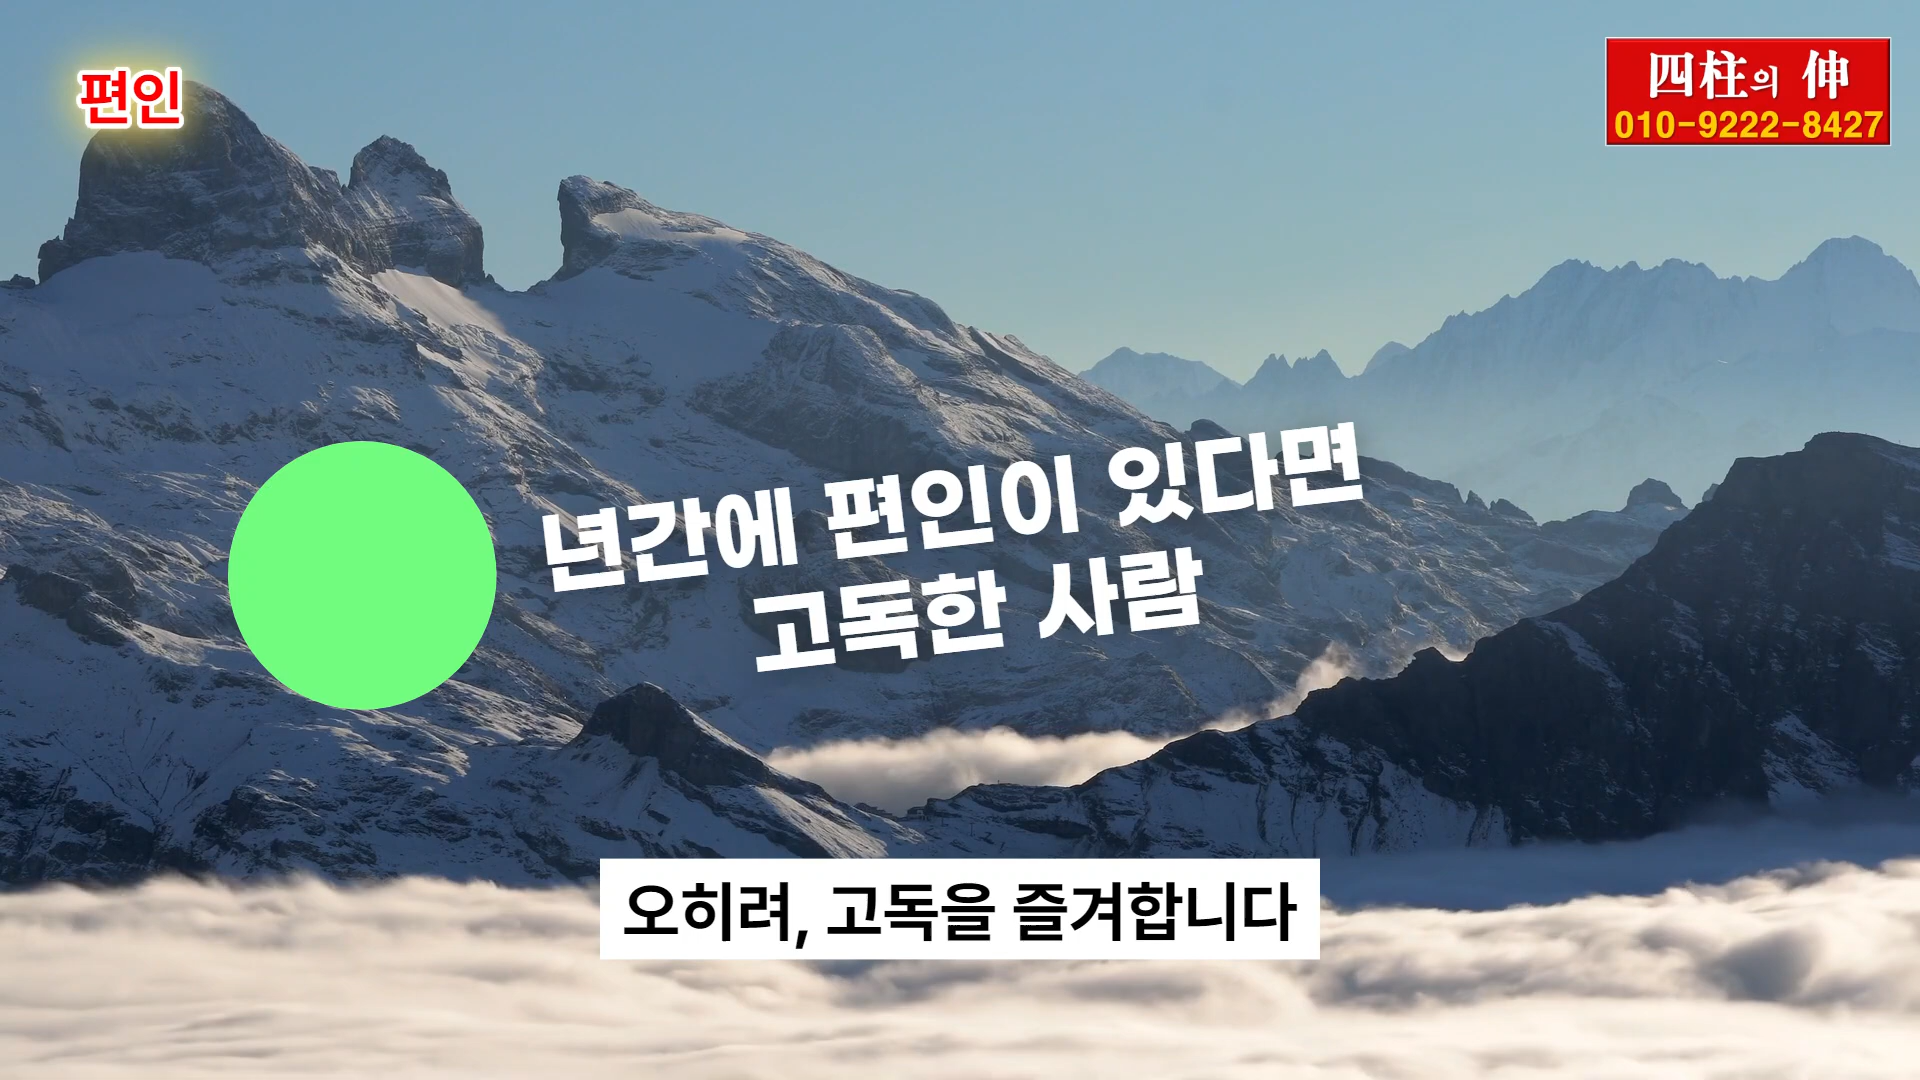 편인
四柱의 伸
010-9222-8427
년간에 편인이 있다면
고독한 사람
오히려, 고독을 즐겨합니다